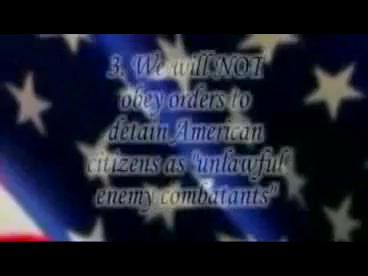 3. We will NOT
obey orders to
detain American
citizens as "unlawful
enemy combatants"